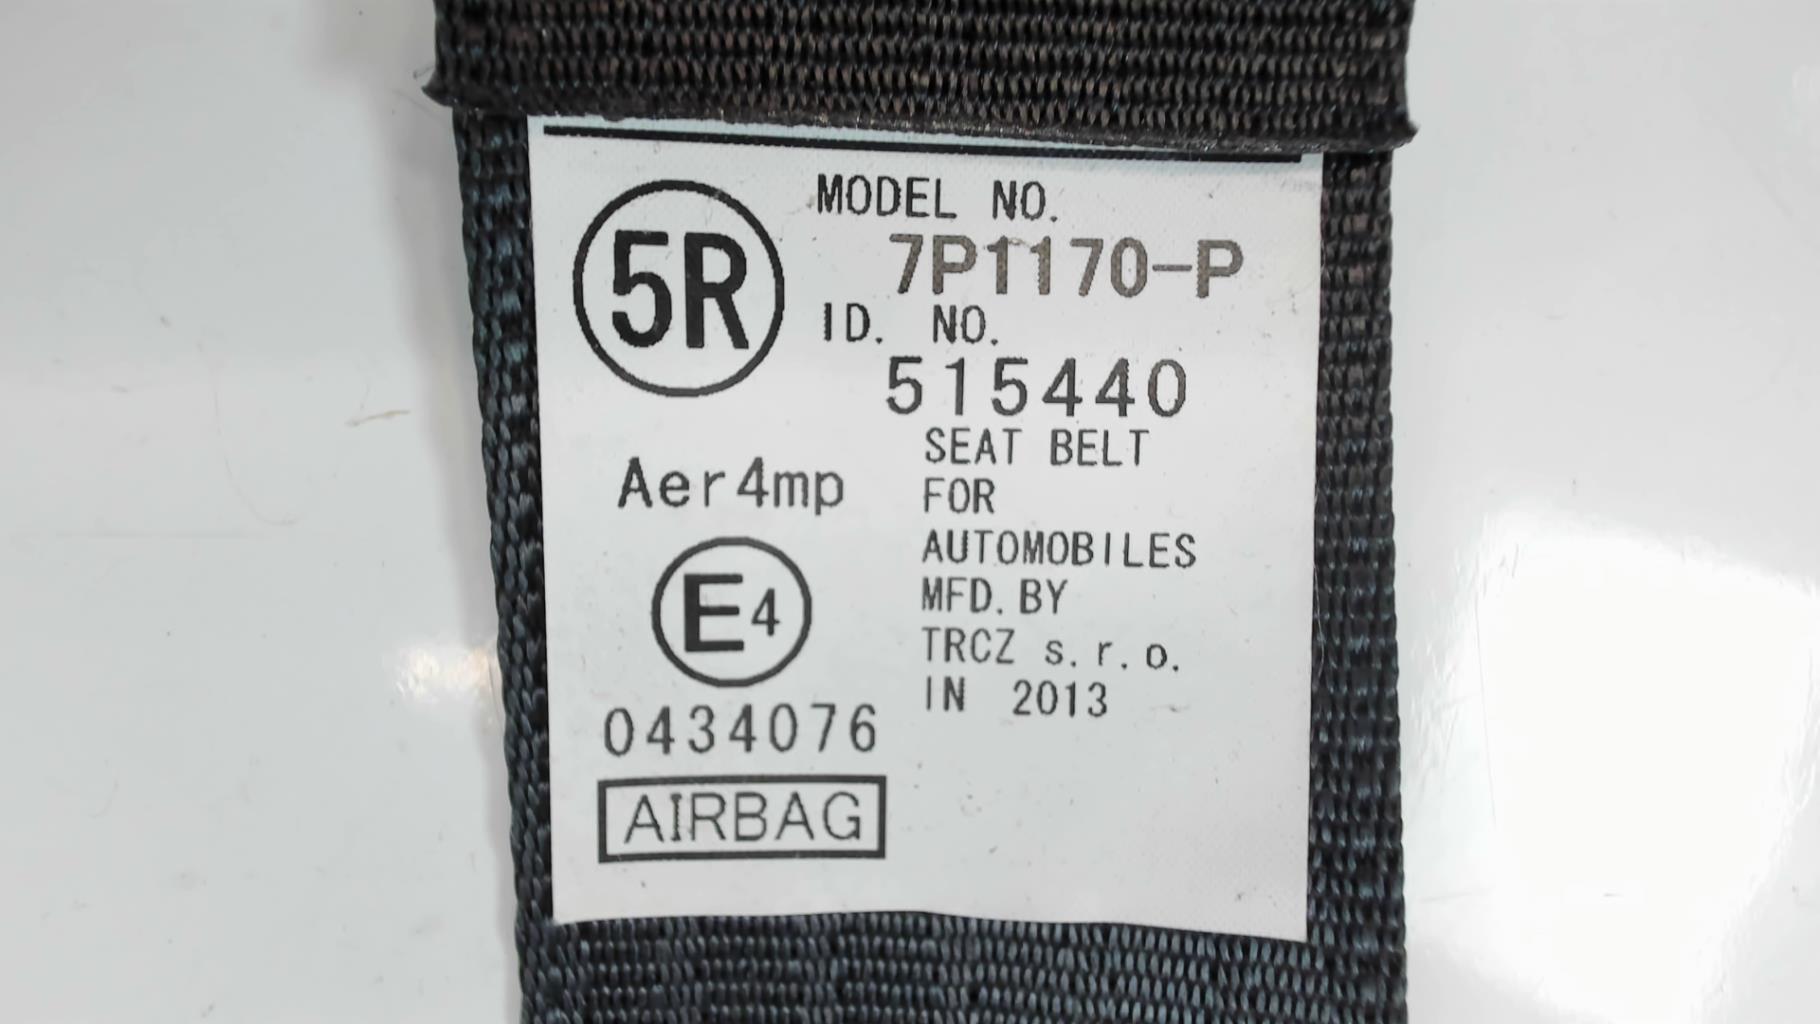 5R
MODEL NO.
7P1170-P
ID. NO.
515440
Aer4mp
E4
0434076
AIRBAG
SEAT BELT
FOR
AUTOMOBILES
MFD. BY
TRCZ s.r.o.
IN 2013